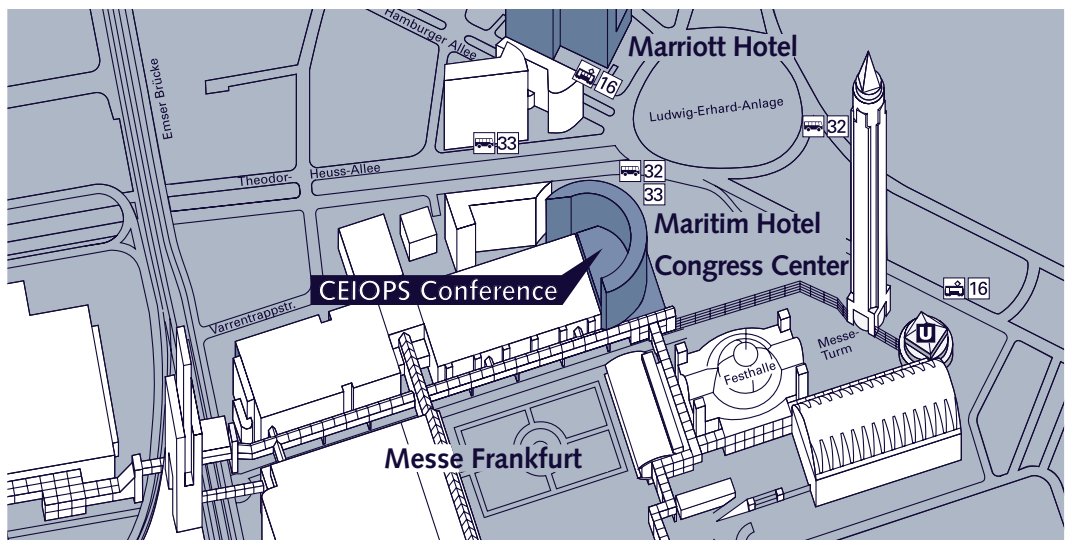 Hamburger Allee
Marriott Hotel
16
Emser Brücke
Ludwig-Erhard-Anlage
32
33
Theodor- Heuss-Allee
32
33
Maritim Hotel
Congress Center
CEIOPS Conference
16
Varrentrappstr.
Messe-
Turm
U
Festhalle
Messe Frankfurt